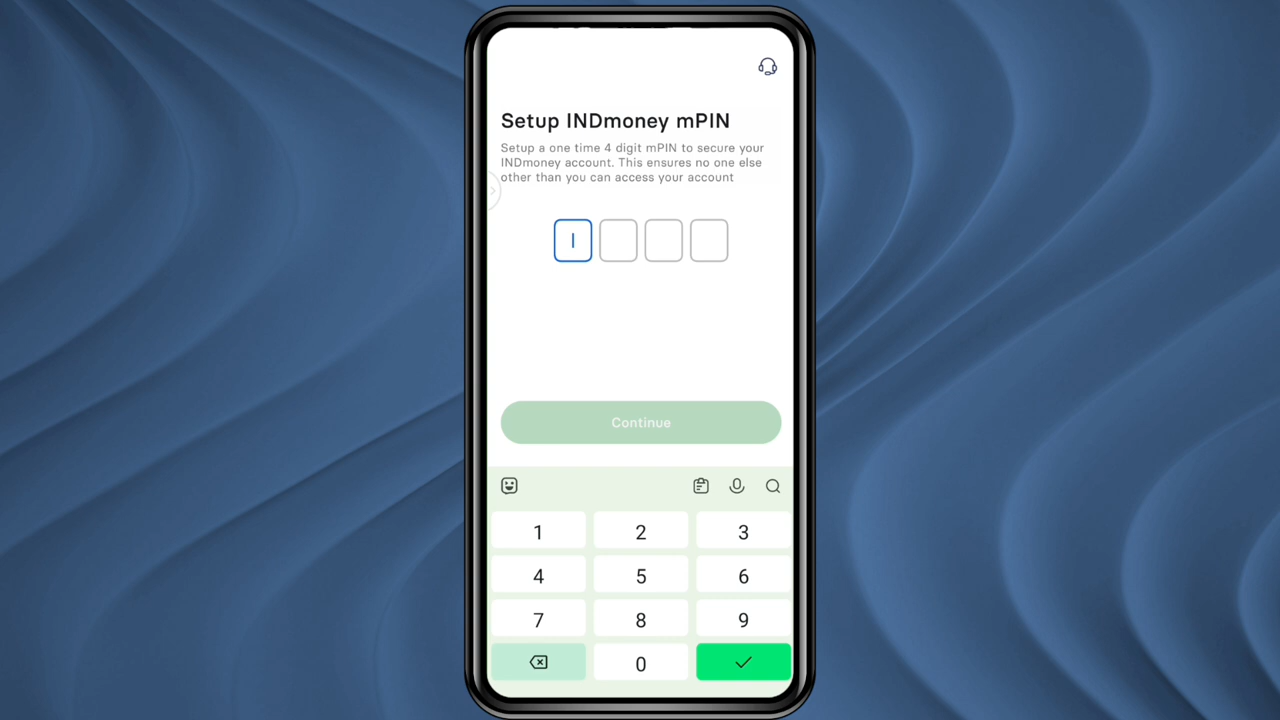 Setup INDmoney mPIN
Setup a one time 4 digit mPIN to secure your
INDmoney account. This ensures no one else
other than you can access your account
Continue
1 2 3
4 5 6
7 8 9
0